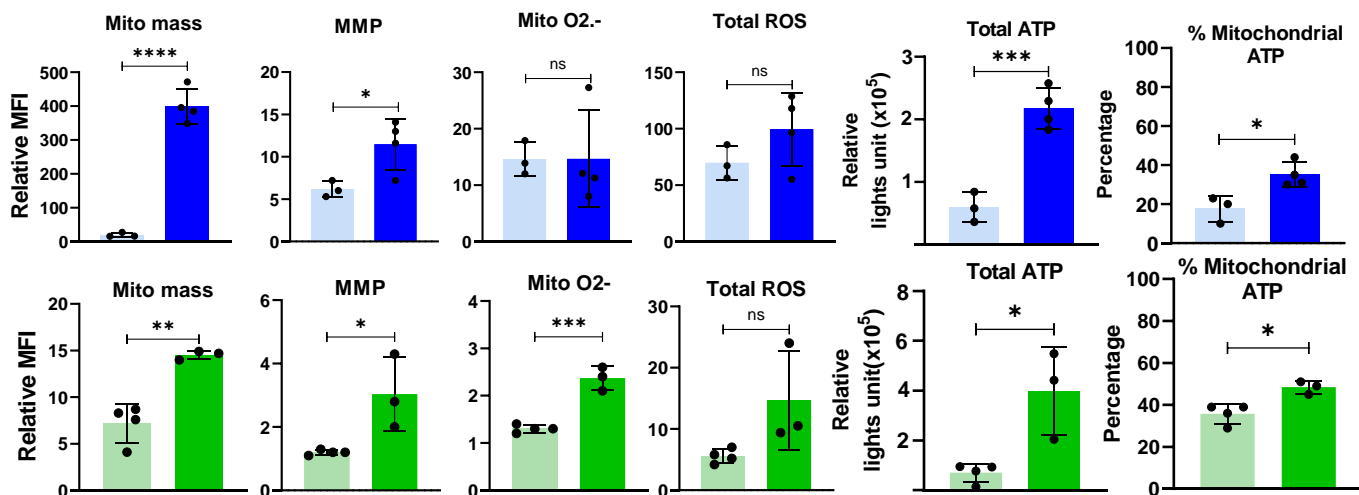 Mito mass
****
Relative MFI
500
400
300
200
100
0
MMP
*
20
15
10
5
0
Mito O2.-
ns
30
20
10
0
Total ROS
ns
150
100
50
0
Total ATP
***
Relative
lights unit (x10⁵)
3
2
1
% Mitochondrial
ATP
*
Percentage
100
80
60
40
20
0
Mito mass
**
Relative MFI
20
15
10
5
0
MMP
*
6
4
2
0
Mito O2-
***
4
3
2
1
0
Total ROS
ns
30
20
10
0
Total ATP
*
Relative
lights unit(x10⁵)
8
6
4
2
% Mitochondrial
ATP
*
Percentage
100
80
60
40
20
0